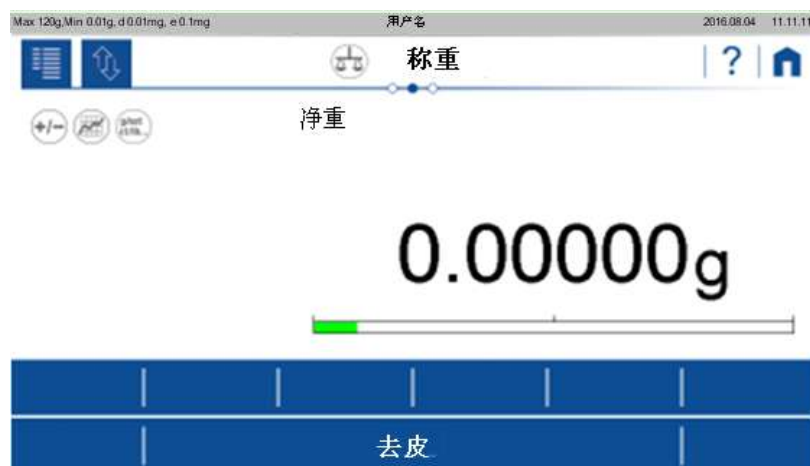 Max 120g,Min 0.01g, d 0.01mg, e 0.1mg 用户名 2016.08.04 11.11.11
称重 ?
+/-
净重
0.00000g
去皮